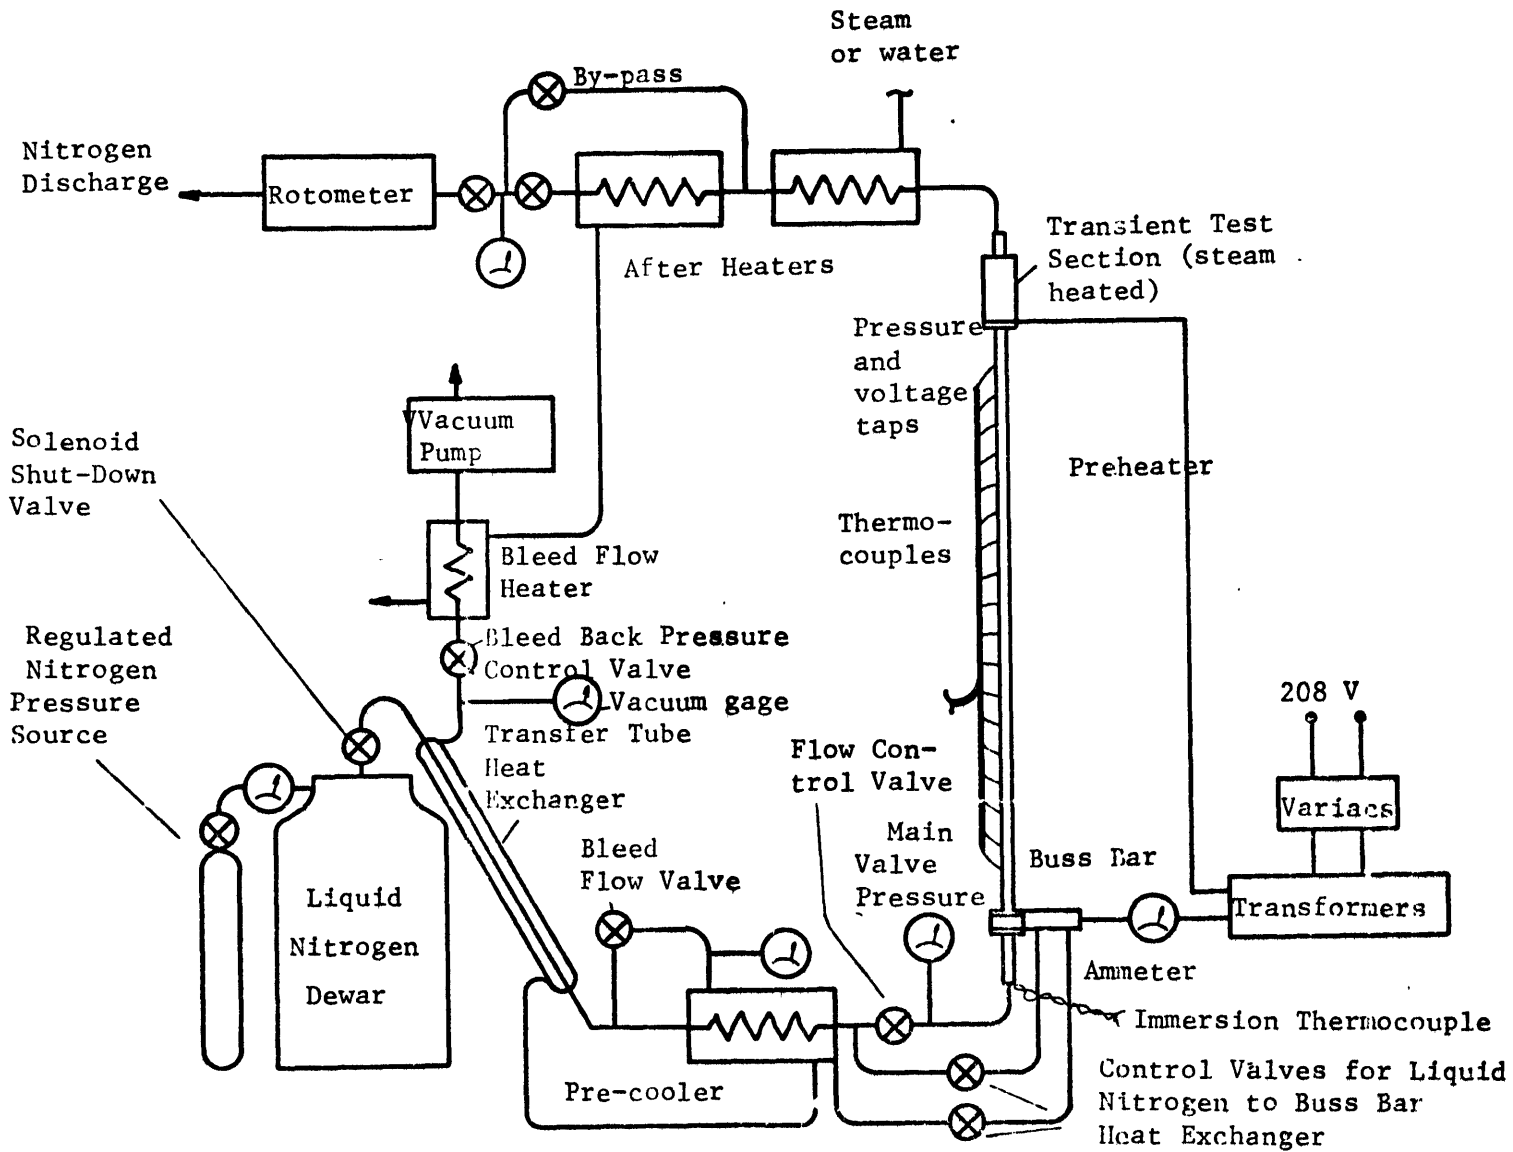 Steam
or water
By-pass
Nitrogen
Discharge
Rotometer
After Heaters
Transient Test
Section (steam
heated)
Pressure
and
voltage
taps
VVacuum
Pump
Solenoid
Shut-Down
Valve
Preheater
Thermo-
couples
Bleed Flow
Heater
Regulated
Nitrogen
Pressure
Source
Bleed Back Pressure
Control Valve
Vacuum gage
Transfer Tube
Heat
Exchanger
208 V
Flow Con-
trol Valve
Variacs
Main
Valve
Pressure
Bleed
Flow Valve
Buss Bar
Transformers
Liquid
Nitrogen
Dewar
Ammeter
Immersion Thermocouple
Pre-cooler
Control Valves for Liquid
Nitrogen to Buss Bar
Heat Exchanger